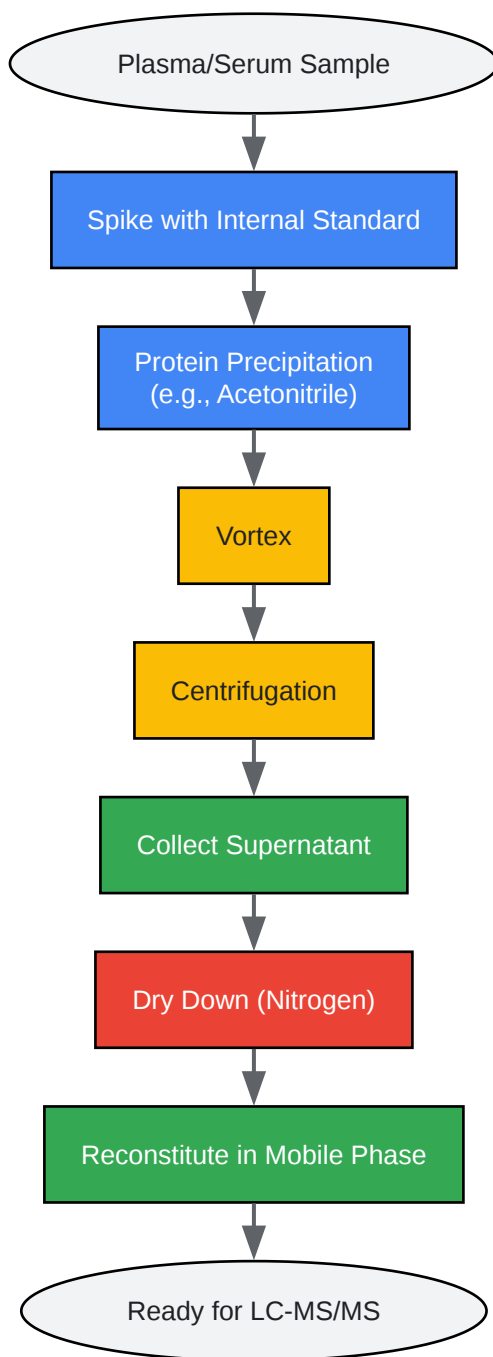 Plasma/Serum Sample
Spike with Internal Standard
Protein Precipitation
(e.g., Acetonitrile)
Vortex
Centrifugation
Collect Supernatant
Dry Down (Nitrogen)
Reconstitute in Mobile Phase
Ready for LC-MS/MS